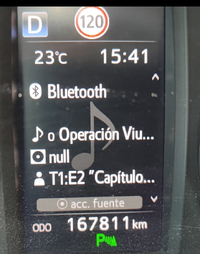 D 120
23°C 15:41
Bluetooth
o Operación Viu...
null
T1:E2 "Capítulo...
acc. fuente
ODO 167811 km
P